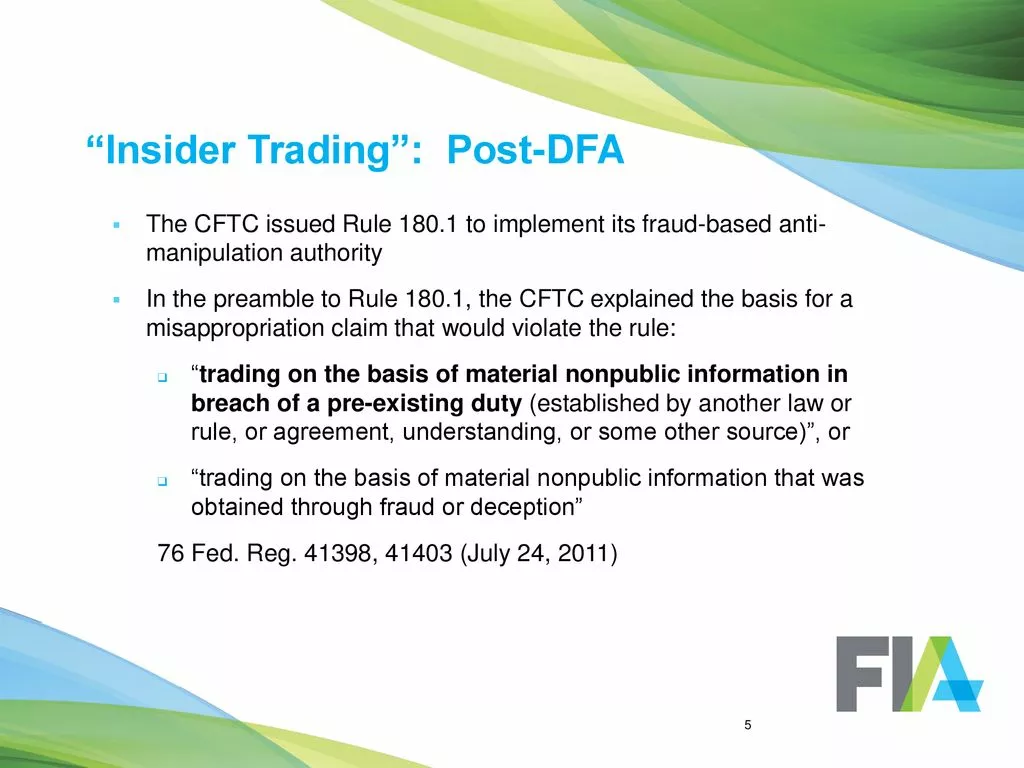 “Insider Trading”: Post-DFA
The CFTC issued Rule 180.1 to implement its fraud-based anti-
manipulation authority
In the preamble to Rule 180.1, the CFTC explained the basis for a
misappropriation claim that would violate the rule:
“trading on the basis of material nonpublic information in
breach of a pre-existing duty (established by another law or
rule, or agreement, understanding, or some other source)”, or
“trading on the basis of material nonpublic information that was
obtained through fraud or deception”
76 Fed. Reg. 41398, 41403 (July 24, 2011)
FIA
5